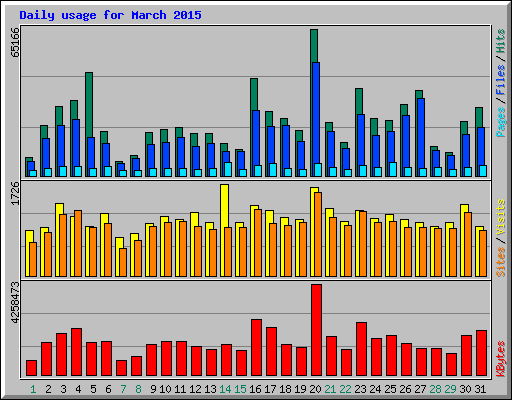 Daily usage for March 2015
65166
Pages / Files / Hits
1726
Sites / Visits
4258473
KBytes
1 2 3 4 5 6 7 8 9 10 11 12 13 14 15 16 17 18 19 20 21 22 23 24 25 26 27 28 29 30 31